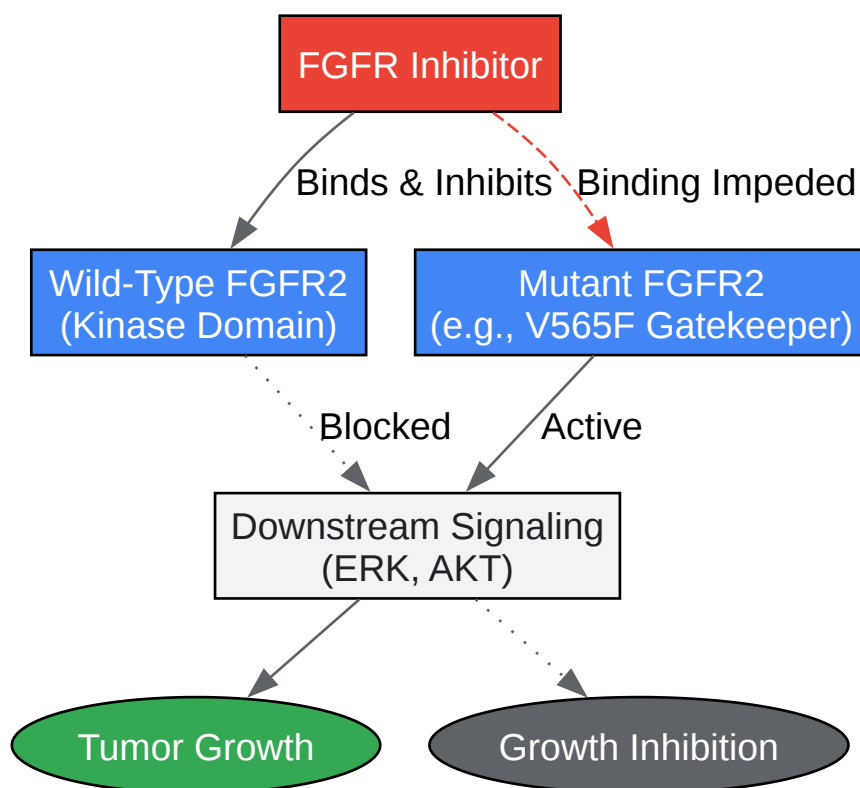 FGFR Inhibitor
Binds & Inhibits
Binding Impeded
Wild-Type FGFR2
(Kinase Domain)
Mutant FGFR2
(e.g., V565F Gatekeeper)
Blocked
Active
Downstream Signaling
(ERK, AKT)
Tumor Growth
Growth Inhibition